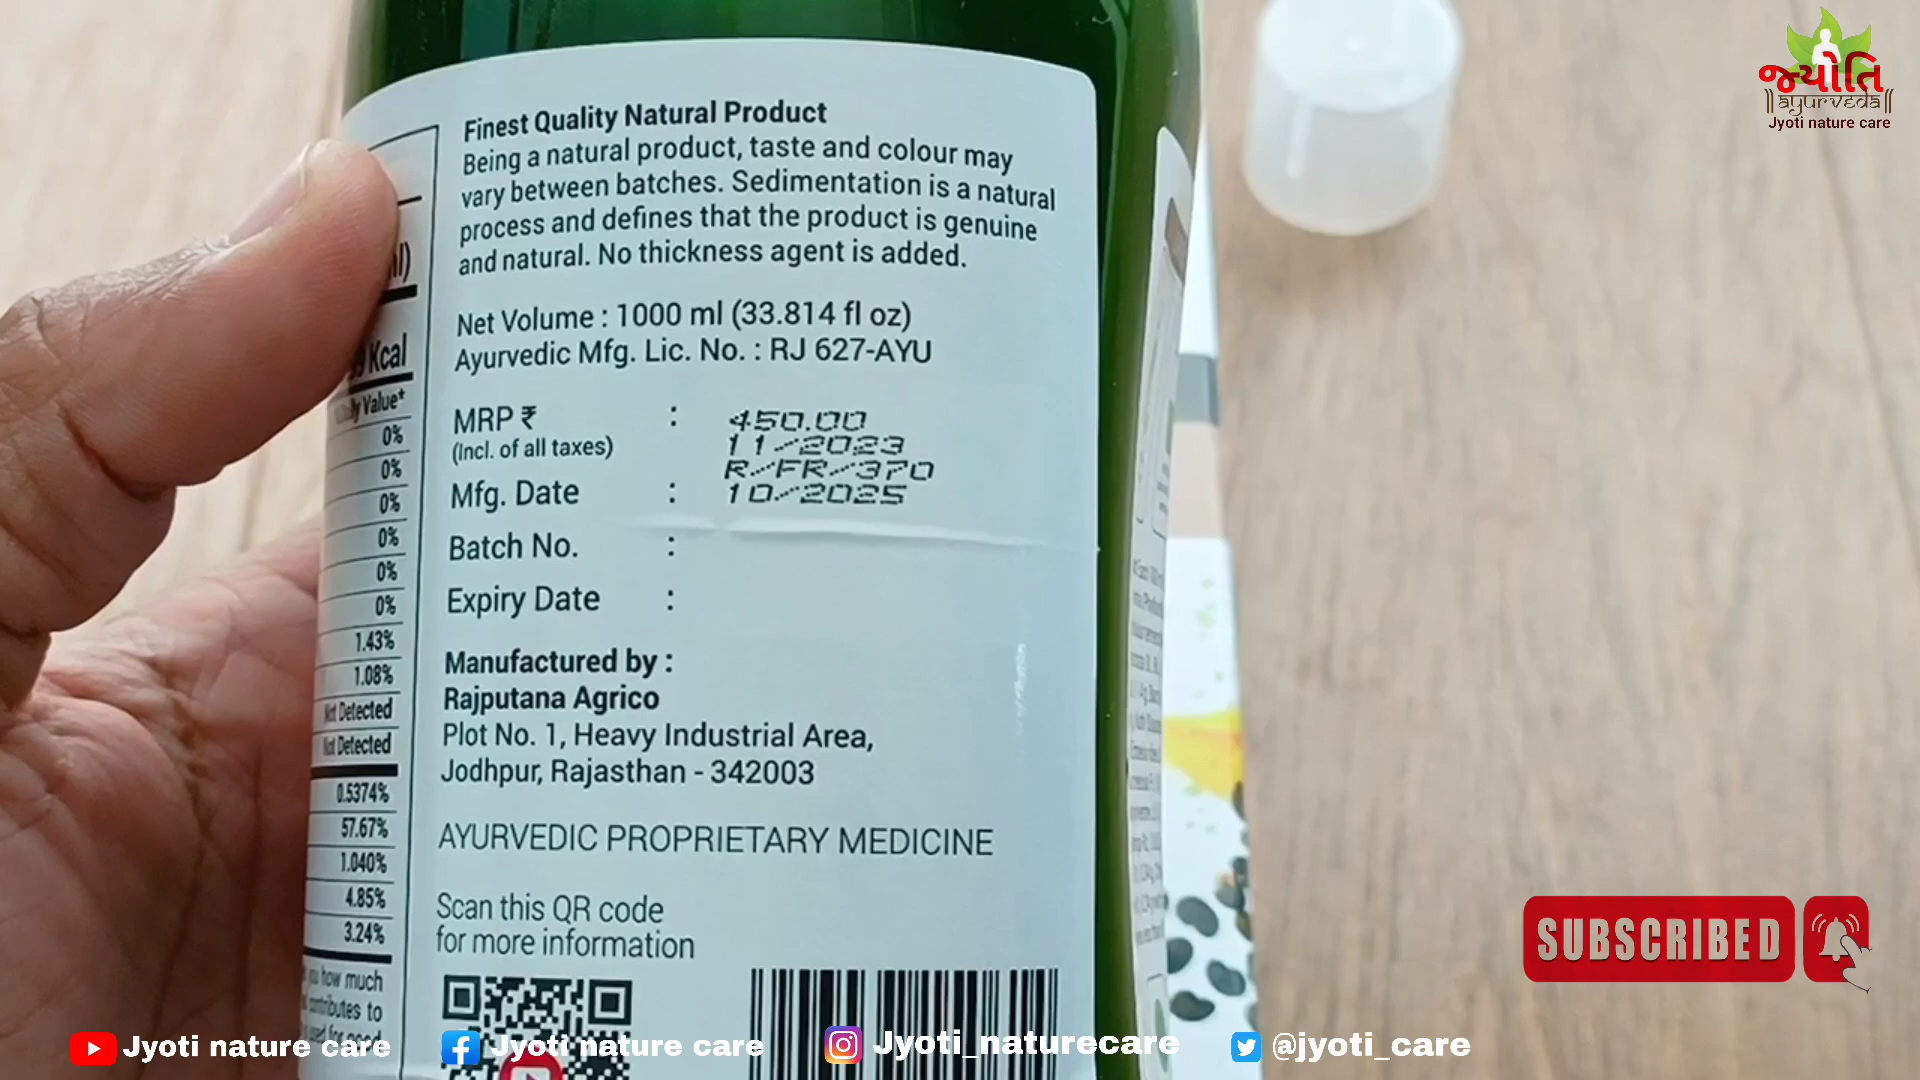 જ્યોતિ
||ayurveda||
Jyoti nature care
Finest Quality Natural Product
Being a natural product, taste and colour may
vary between batches. Sedimentation is a natural
process and defines that the product is genuine
and natural. No thickness agent is added.
Net Volume : 1000 ml (33.814 fl oz)
Ayurvedic Mfg. Lic. No. : RJ 627-AYU
MRP ₹ : 450.00
(Incl. of all taxes) 11/2023
R/FR/370
Mfg. Date : 10/2025
Batch No. :
Expiry Date :
Manufactured by :
Rajputana Agrico
Plot No. 1, Heavy Industrial Area,
Jodhpur, Rajasthan - 342003
AYURVEDIC PROPRIETARY MEDICINE
Scan this QR code
for more information
Kcal
Value*
0%
0%
0%
0%
0%
0%
1.43%
1.08%
Not Detected
Not Detected
0.5374%
57.67%
1.040%
4.85%
3.24%
how much
contributes to
SUBSCRIBED
Jyoti nature care
Jyoti nature care
Jyoti_naturecare
@jyoti_care